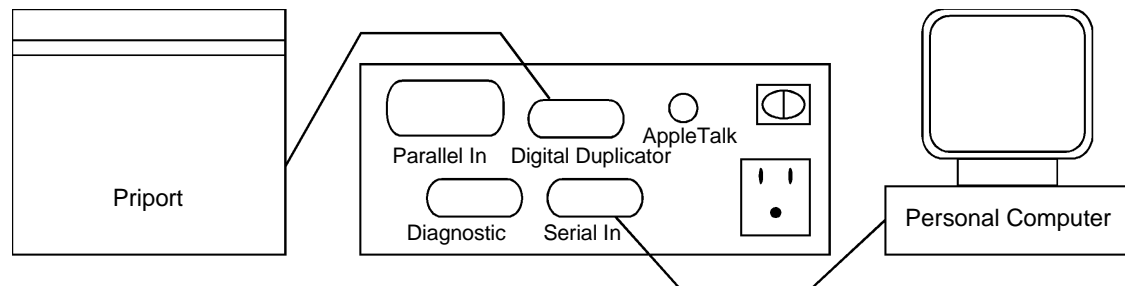 Priport
Parallel In
Digital Duplicator
AppleTalk
Diagnostic
Serial In
Personal Computer